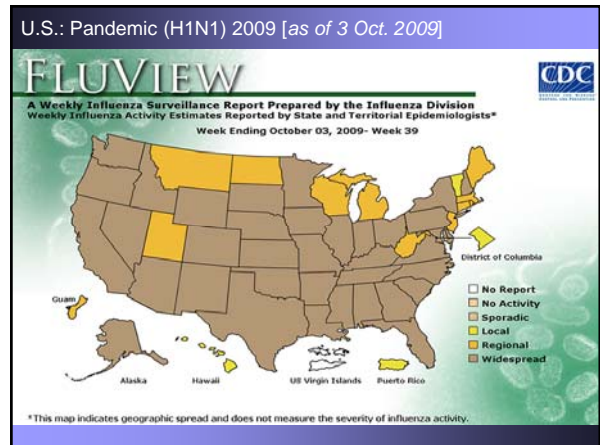 U.S.: Pandemic (H1N1) 2009 [as of 3 Oct. 2009]
FLUVIEW
CDC
A Weekly Influenza Surveillance Report Prepared by the Influenza Division
Weekly Influenza Activity Estimates Reported by State and Territorial Epidemiologists*
Week Ending October 03, 2009- Week 39
District of Columbia
No Report
No Activity
Sporadic
Local
Regional
Widespread
Guam
Alaska
Hawaii
US Virgin Islands
Puerto Rico
*This map indicates geographic spread and does not measure the severity of influenza activity.